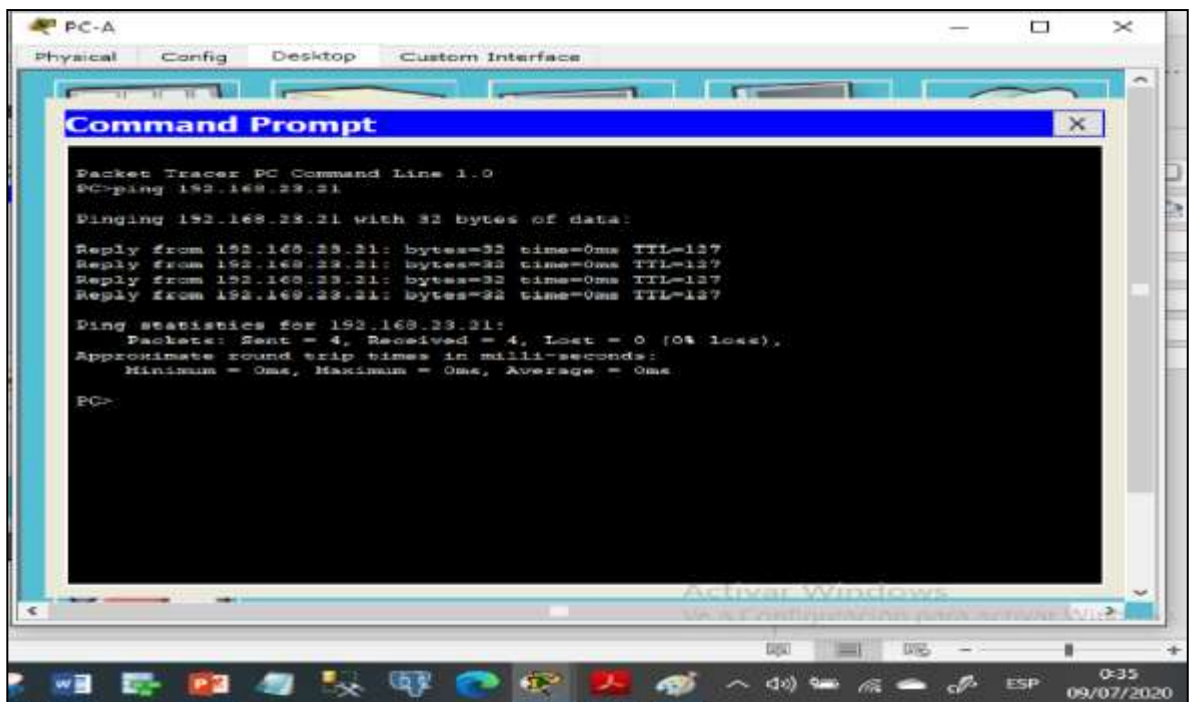 PC-A
Physical Config Desktop Custom Interface
Command Prompt
Packet Tracer PC Command Line 1.0
PC>ping 192.168.23.21
Pinging 192.168.23.21 with 32 bytes of data:
Reply from 192.168.23.21: bytes=32 time=0ms TTL=127
Reply from 192.168.23.21: bytes=32 time=0ms TTL=127
Reply from 192.168.23.21: bytes=32 time=0ms TTL=127
Reply from 192.168.23.21: bytes=32 time=0ms TTL=127
Ping statistics for 192.168.23.21:
Packets: Sent = 4, Received = 4, Lost = 0 (0% loss),
Approximate round trip times in milli-seconds:
Minimum = 0ms, Maximum = 0ms, Average = 0ms
PC>
Activar Windows
Ve a Configuración para activar
ESP
0:35
09/07/2020